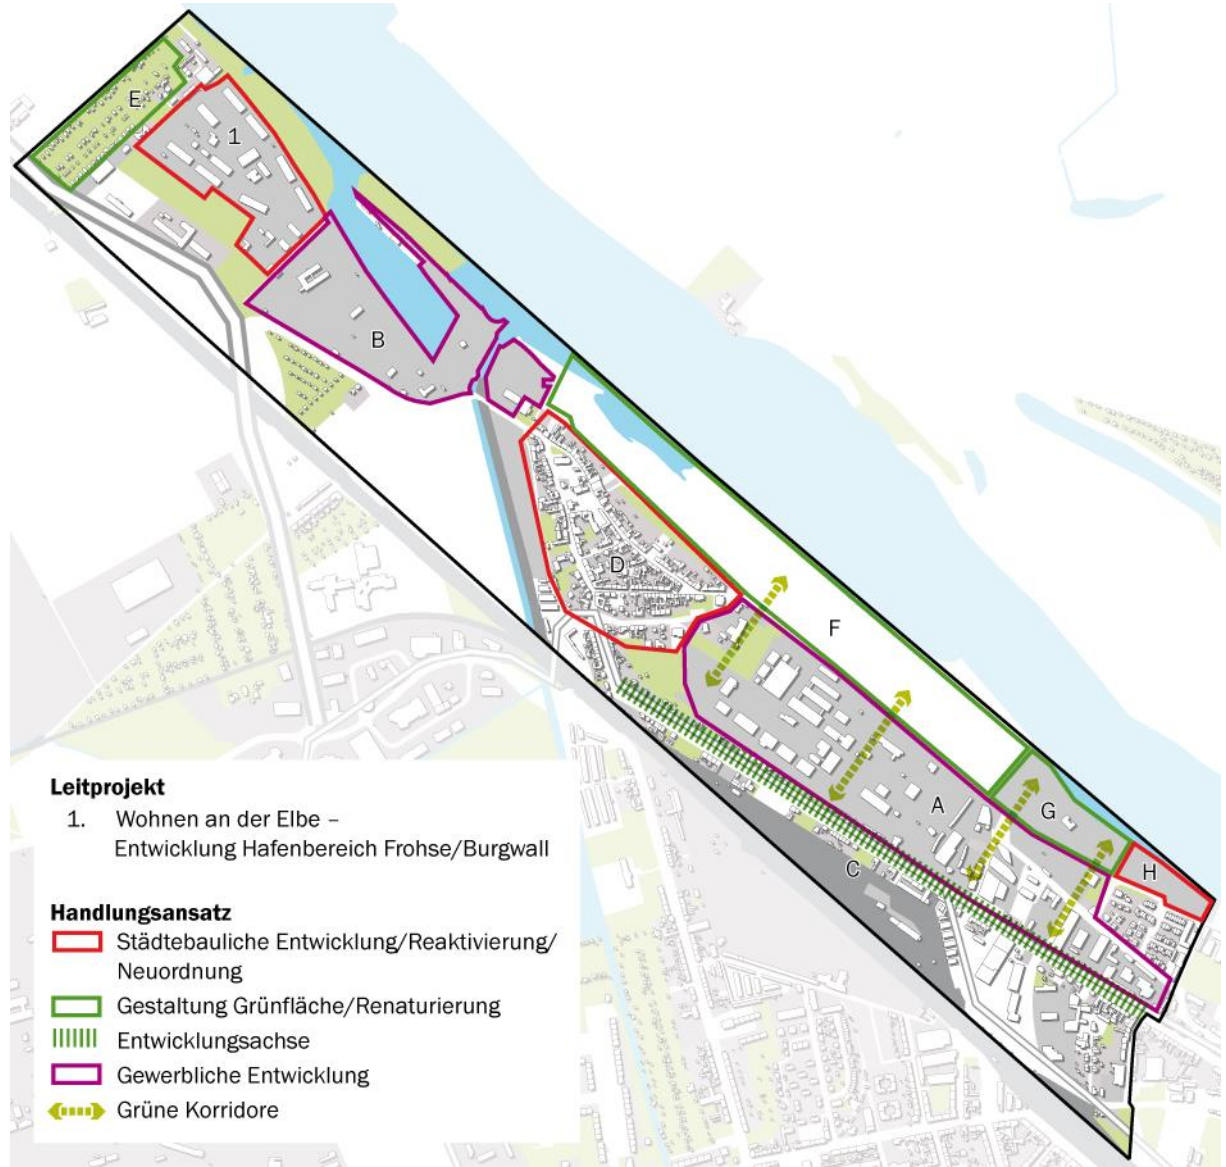 E
1
B
D
F
A
G
H
C
Leitprojekt
1. Wohnen an der Elbe –
Entwicklung Hafenbereich Frohse/Burgwall
Handlungsansatz
Städtebauliche Entwicklung/Reaktivierung/
Neuordnung
Gestaltung Grünfläche/Renaturierung
Entwicklungsachse
Gewerbliche Entwicklung
Grüne Korridore